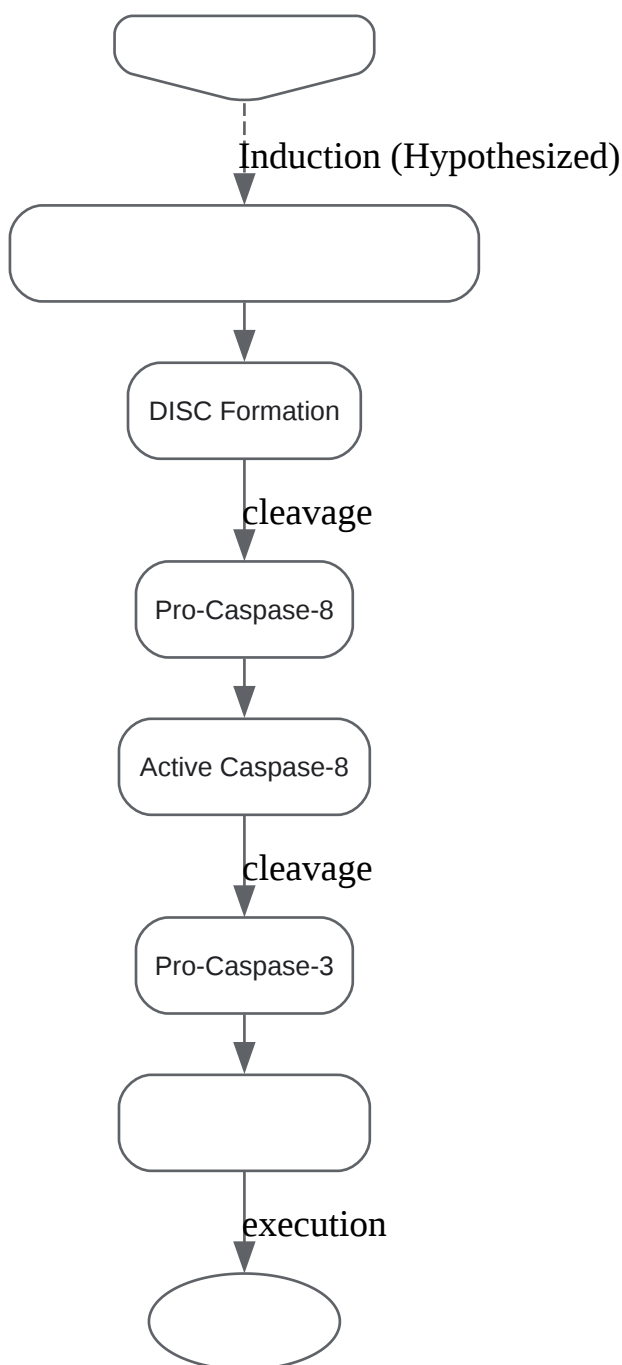 Induction (Hypothesized)
DISC Formation
cleavage
Pro-Caspase-8
Active Caspase-8
cleavage
Pro-Caspase-3
execution